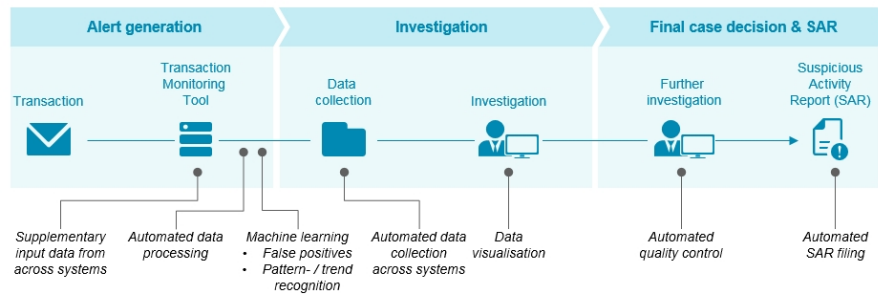 Alert generation
Investigation
Final case decision & SAR
Transaction
Transaction
Monitoring
Tool
Data
collection
Investigation
Further
investigation
Suspicious
Activity
Report (SAR)
Supplementary
input data from
across systems
Automated data
processing
Machine learning
• False positives
• Pattern- / trend
recognition
Automated data
collection
across systems
Data
visualisation
Automated
quality control
Automated
SAR filing